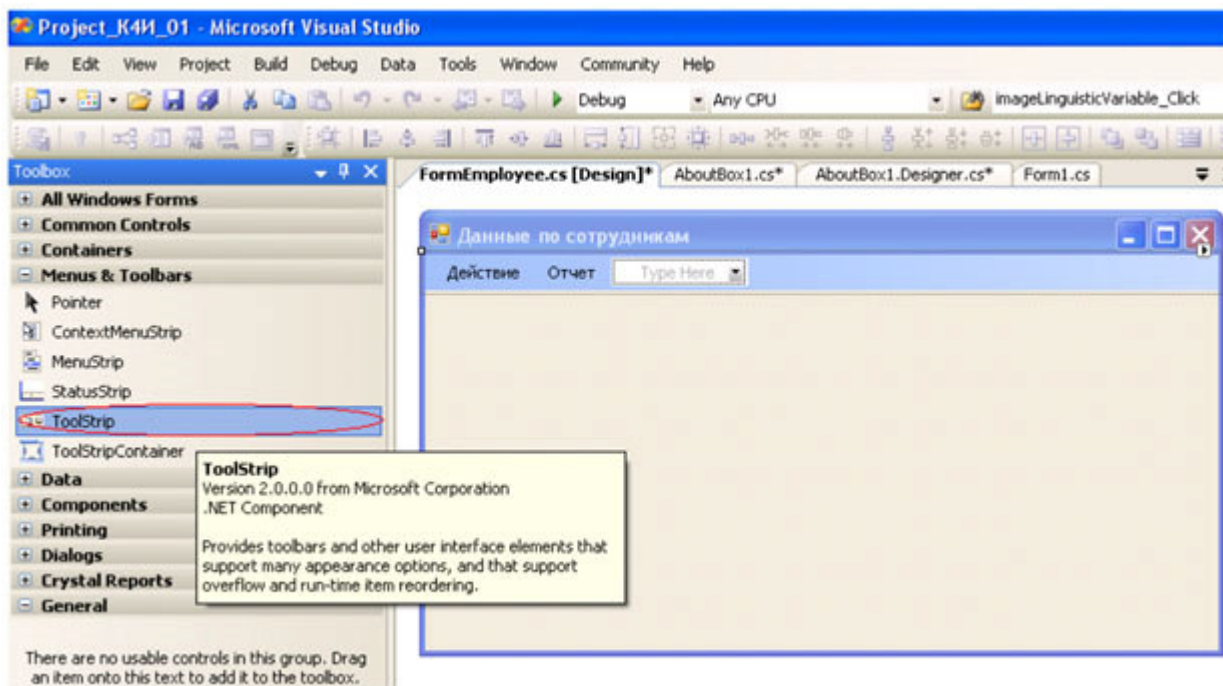 Project_К4И_01 - Microsoft Visual Studio
File Edit View Project Build Debug Data Tools Window Community Help
Debug Any CPU imageLinguisticVariable_Click
Toolbox
FormEmployee.cs [Design]* AboutBox1.cs* AboutBox1.Designer.cs* Form1.cs
All Windows Forms
Common Controls
Containers
Menus & Toolbars
Pointer
ContextMenuStrip
MenuStrip
StatusStrip
ToolStrip
ToolStripContainer
Data
Components
Printing
Dialogs
Crystal Reports
General
There are no usable controls in this group. Drag
an item onto this text to add it to the toolbox.
ToolStrip
Version 2.0.0.0 from Microsoft Corporation
.NET Component
Provides toolbars and other user interface elements that
support many appearance options, and that support
overflow and run-time item reordering.
Данные по сотрудникам
Действие Отчет Type Here